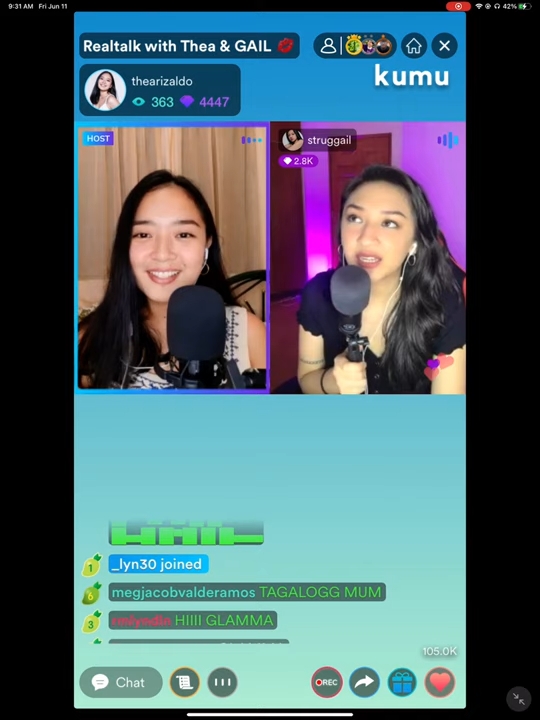 9:31 AM Fri Jun 11
42%
Realtalk with Thea & GAIL 💋
kumu
thearizaldo
363 4447
HOST
struggail
2.8K
1 _lyn30 joined
6 megjacobvalderamos TAGALOGG MUM
3 HIIII GLAMMA
105.0K
Chat
REC